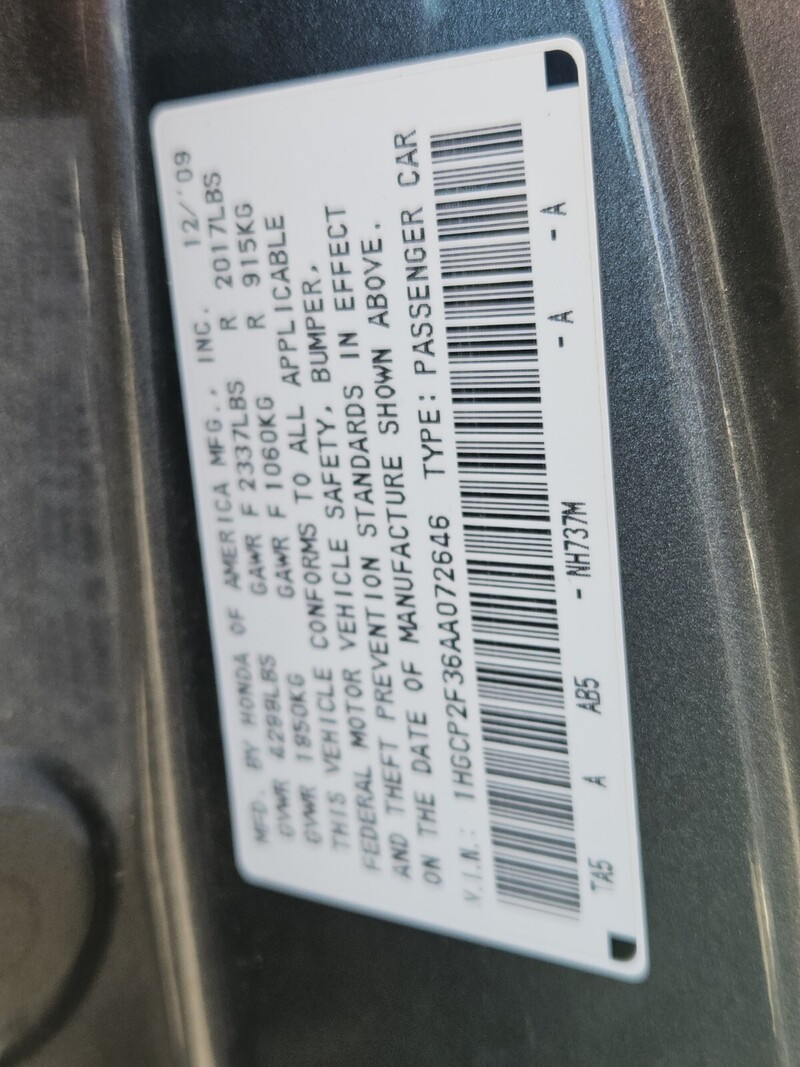 MFD. BY HONDA OF AMERICA MFG., INC. 12/'09
GVWR 4299LBS GAWR F 2337LBS R 2017LBS
GVWR 1950KG GAWR F 1060KG R 915KG
THIS VEHICLE CONFORMS TO ALL APPLICABLE
FEDERAL MOTOR VEHICLE SAFETY, BUMPER,
AND THEFT PREVENTION STANDARDS IN EFFECT
ON THE DATE OF MANUFACTURE SHOWN ABOVE.
V.I.N.: 1HGCP2F36AA072646 TYPE: PASSENGER CAR
TA5 A AB5 - NH737M - A - A